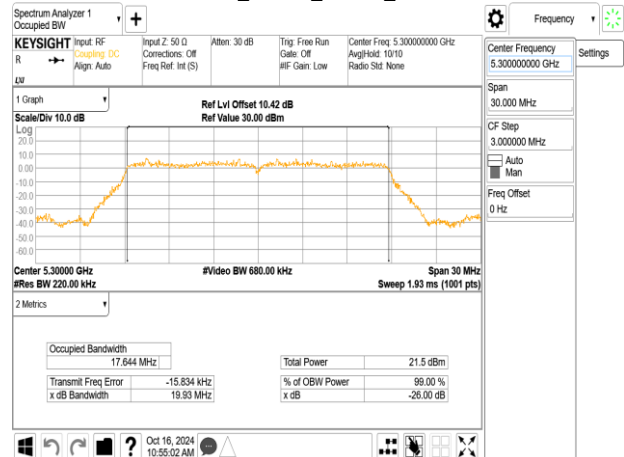 Spectrum Analyzer 1
Occupied BW
KEYSIGHT
R
Input: RF
Coupling: DC
Align: Auto
Input Z: 50 Ω
Corrections: Off
Freq Ref: Int (S)
Atten: 30 dB
Trig: Free Run
Gate: Off
#IF Gain: Low
Center Freq: 5.300000000 GHz
Avg|Hold: 10/10
Radio Std: None
1 Graph
Scale/Div 10.0 dB
Ref Lvl Offset 10.42 dB
Ref Value 30.00 dBm
Log
20.0
10.0
0.00
-10.0
-20.0
-30.0
-40.0
-50.0
-60.0
Center 5.30000 GHz
#Video BW 680.00 kHz
Span 30 MHz
#Res BW 220.00 kHz
Sweep 1.93 ms (1001 pts)
2 Metrics
Occupied Bandwidth
17.644 MHz
Total Power 21.5 dBm
Transmit Freq Error -15.834 kHz
% of OBW Power 99.00 %
x dB Bandwidth 19.93 MHz
x dB -26.00 dB
?
Oct 16, 2024
10:55:02 AM
Frequency
Settings
Center Frequency
5.300000000 GHz
Span
30.000 MHz
CF Step
3.000000 MHz
Auto
Man
Freq Offset
0 Hz